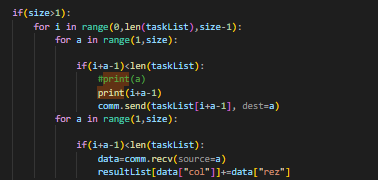 if(size>1):
for i in range(0,len(taskList),size-1):
for a in range(1,size):
if(i+a-1)<len(taskList):
#print(a)
print(i+a-1)
comm.send(taskList[i+a-1], dest=a)
for a in range(1,size):
if(i+a-1)<len(taskList):
data=comm.recv(source=a)
resultList[data["col"]]+=data["rez"]